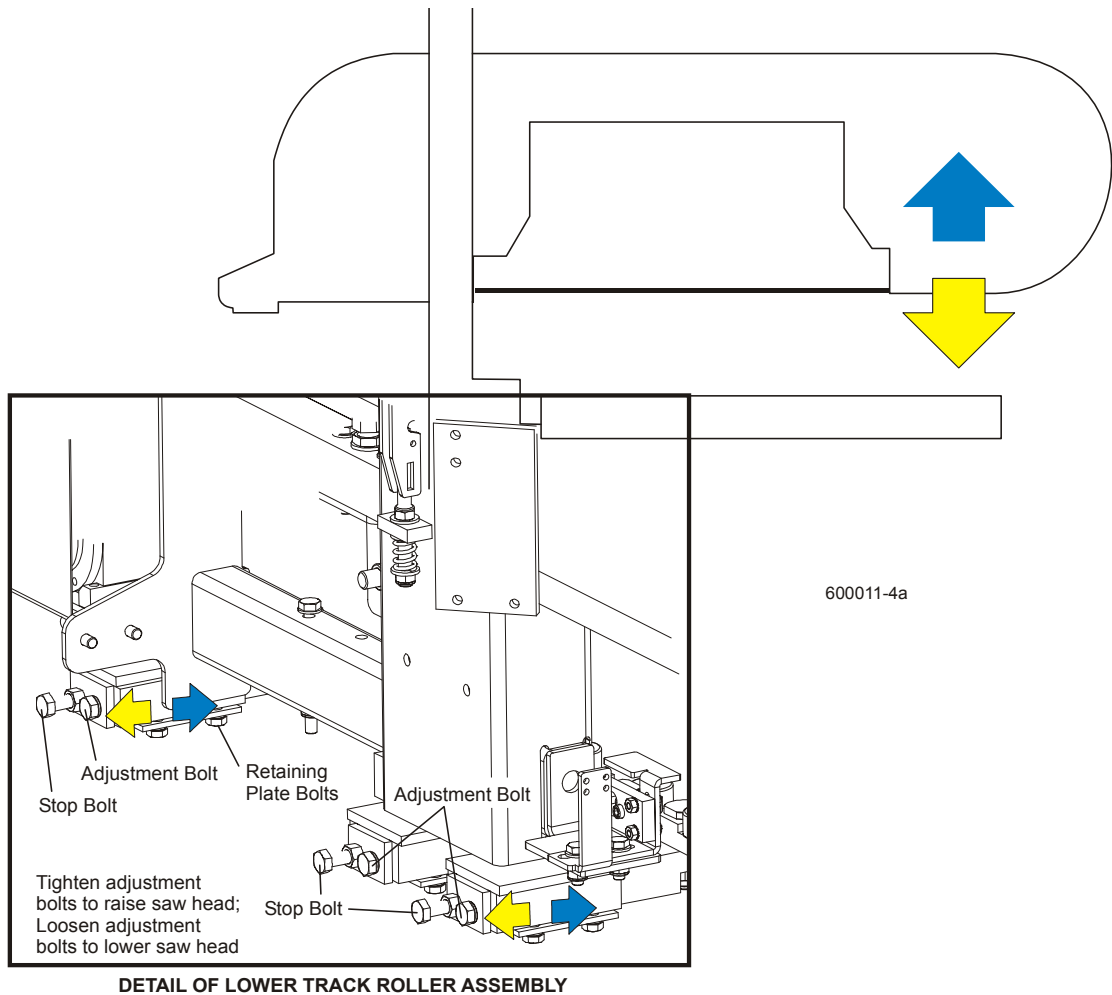 600011-4a
Adjustment Bolt
Stop Bolt
Retaining
Plate Bolts
Adjustment Bolt
Stop Bolt
Tighten adjustment
bolts to raise saw head;
Loosen adjustment
bolts to lower saw head
DETAIL OF LOWER TRACK ROLLER ASSEMBLY